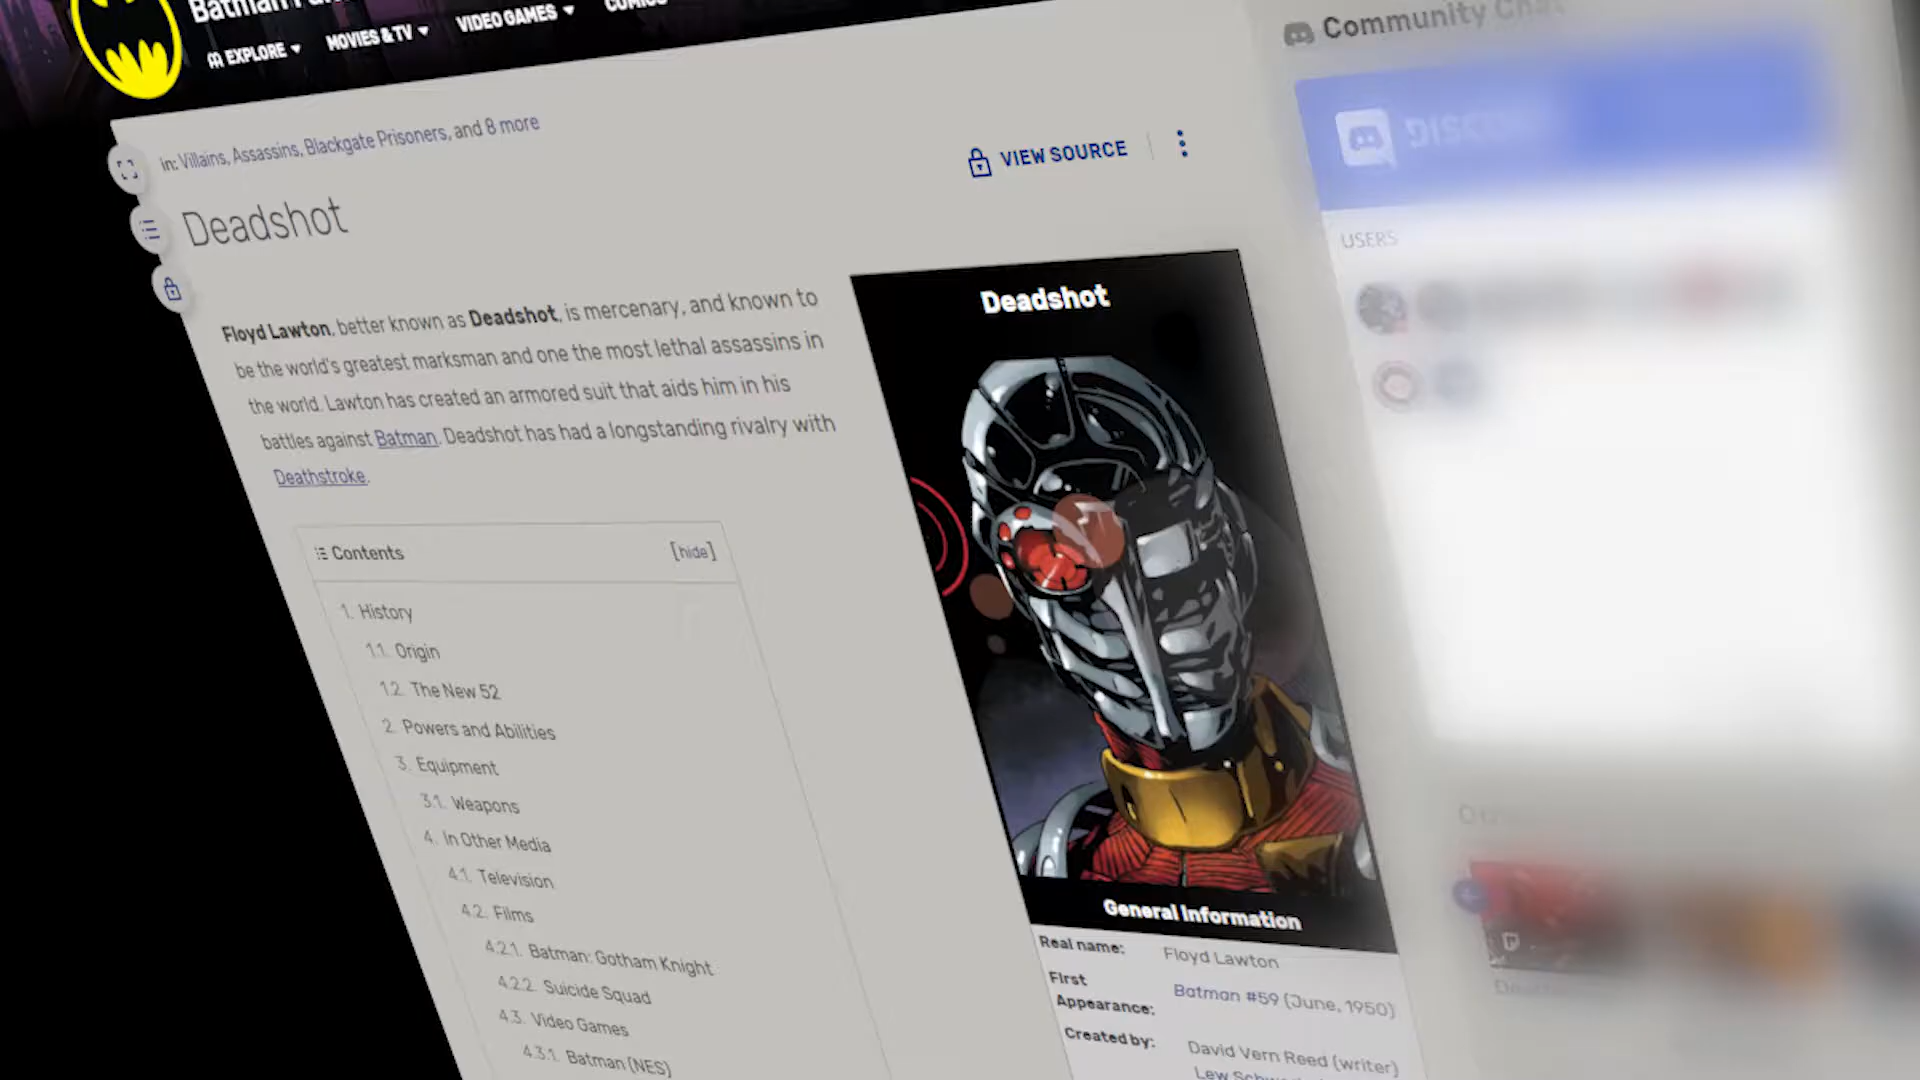 Batman
EXPLORE
MOVIES & TV
VIDEO GAMES
COMICS
in: Villains, Assassins, Blackgate Prisoners, and 8 more
VIEW SOURCE
Deadshot
Floyd Lawton, better known as Deadshot, is mercenary, and known to
be the world's greatest marksman and one the most lethal assassins in
the world. Lawton has created an armored suit that aids him in his
battles against Batman. Deadshot has had a longstanding rivalry with
Deathstroke.
Contents [hide]
1. History
1.1. Origin
1.2. The New 52
2. Powers and Abilities
3. Equipment
3.1. Weapons
4. In Other Media
4.1. Television
4.2. Films
4.2.1. Batman: Gotham Knight
4.2.2. Suicide Squad
4.3. Video Games
4.3.1. Batman (NES)
Deadshot
General Information
Real name: Floyd Lawton
First Appearance: Batman #59 (June, 1950)
Created by: David Vern Reed (writer)
Lew
Community Chat
DISCORD
USERS